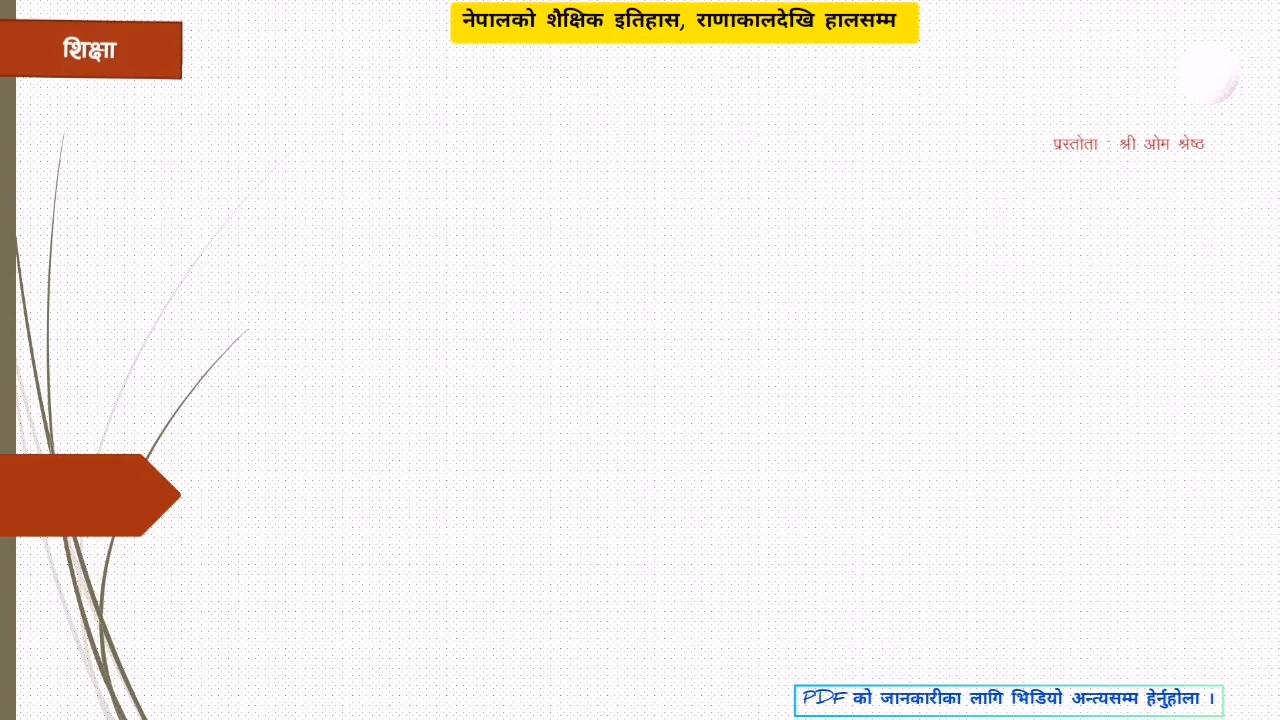 नेपालको शैक्षिक इतिहास, राणाकालदेखि हालसम्म
शिक्षा
प्रस्तोता : श्री ओम श्रेष्ठ
PDF को जानकारीका लागि भिडियो अन्त्यसम्म हेर्नुहोला ।